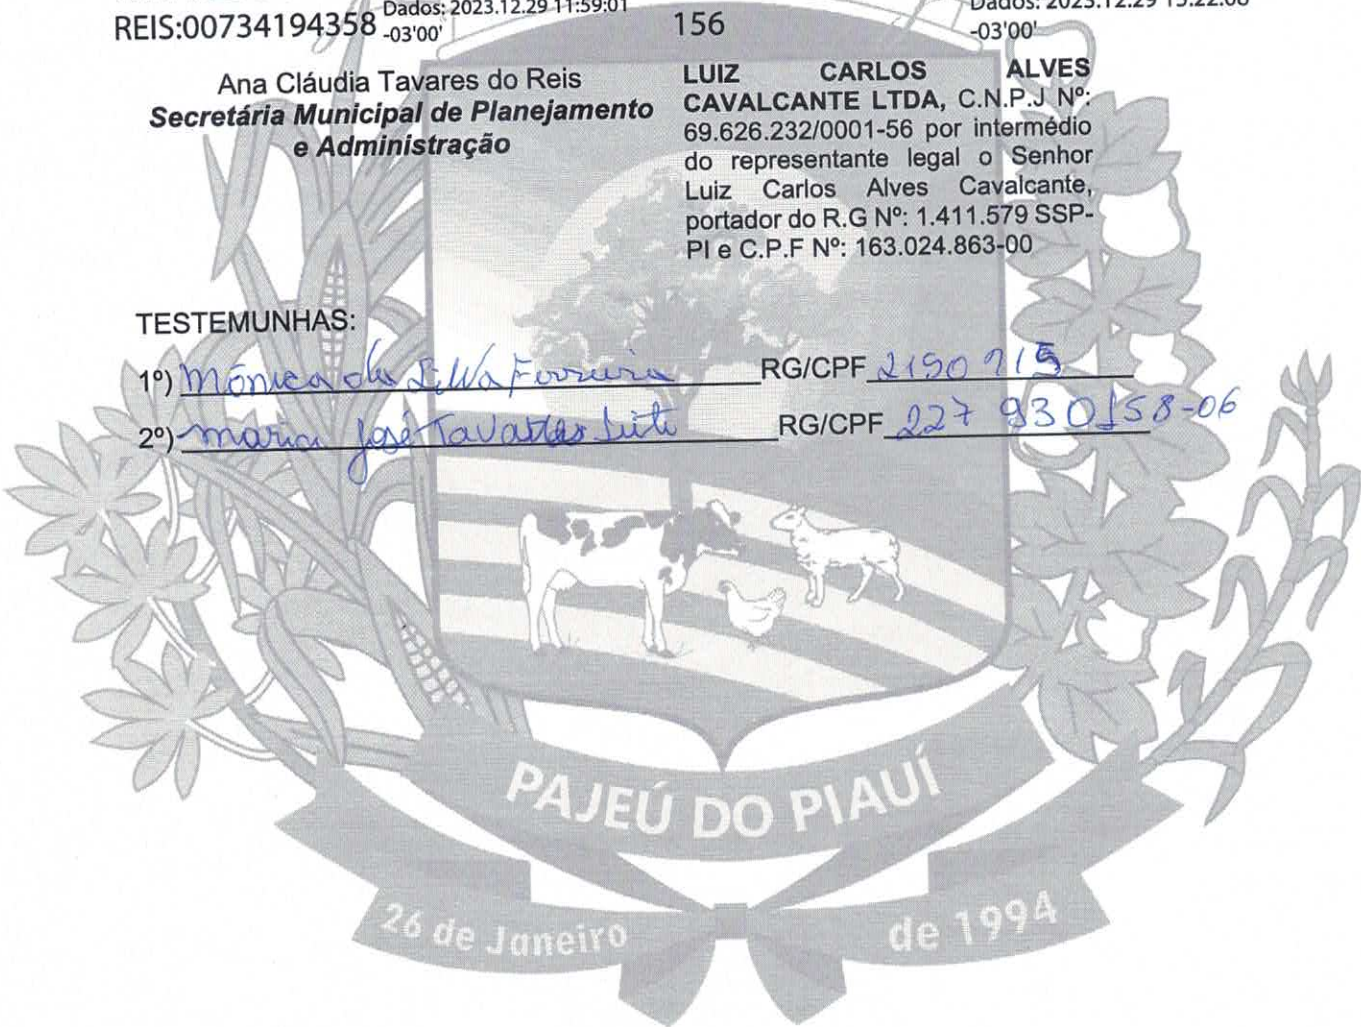 REIS:00734194358
Dados: 2023.12.29 11:59:01
-03'00'
156
-03'00'
Ana Cláudia Tavares do Reis
Secretária Municipal de Planejamento
e Administração
LUIZ CARLOS ALVES
CAVALCANTE LTDA, C.N.P.J Nº:
69.626.232/0001-56 por intermédio
do representante legal o Senhor
Luiz Carlos Alves Cavalcante,
portador do R.G Nº: 1.411.579 SSP-
PI e C.P.F Nº: 163.024.863-00
TESTEMUNHAS:
1º) Mônica da Silva Ferreira RG/CPF 2190715
2º) Maria José Tavares Leite RG/CPF 227 930158-06
PAJEÚ DO PIAUÍ
26 de Janeiro de 1994